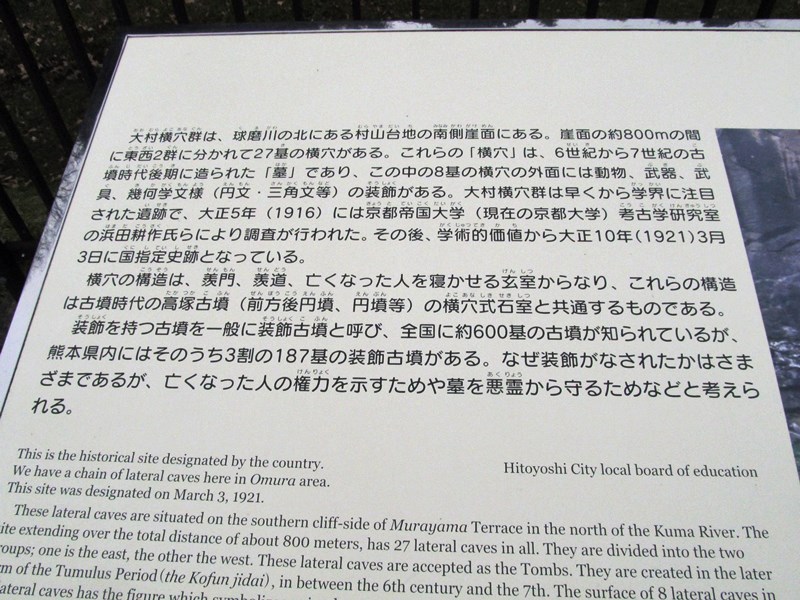 大村横穴群は、球磨川の北にある村山台地の南側崖面にある。崖面の約800mの間
に東西2群に分かれて27基の横穴がある。これらの「横穴」は、6世紀から7世紀の古
墳時代後期に造られた「墓」であり、この中の8基の横穴の外面には動物、武器、武
具、幾何学文様（円文・三角文等）の装飾がある。大村横穴群は早くから学界に注目
された遺跡で、大正5年（1916）には京都帝国大学（現在の京都大学）考古学研究室
の浜田耕作氏らにより調査が行われた。その後、学術的価値から大正10年(1921)3月
3日に国指定史跡となっている。
横穴の構造は、羨門、羨道、亡くなった人を寝かせる玄室からなり、これらの構造
は古墳時代の高塚古墳（前方後円墳、円墳等）の横穴式石室と共通するものである。
装飾を持つ古墳を一般に装飾古墳と呼び、全国に約600基の古墳が知られているが、
熊本県内にはそのうち3割の187基の装飾古墳がある。なぜ装飾がなされたかはさま
ざまであるが、亡くなった人の権力を示すためや墓を悪霊から守るためなどと考えら
れる。
This is the historical site designated by the country.
We have a chain of lateral caves here in Omura area.
This site was designated on March 3, 1921.
Hitoyoshi City local board of education
These lateral caves are situated on the southern cliff-side of Murayama Terrace in the north of the Kuma River. The
ite extending over the total distance of about 800 meters, has 27 lateral caves in all. They are divided into the two
roups; one is the east, the other the west. These lateral caves are accepted as the Tombs. They are created in the later
rm of the Tumulus Period (the Kofun jidai), in between the 6th century and the 7th. The surface of 8 lateral caves in
ateral caves has the figure which